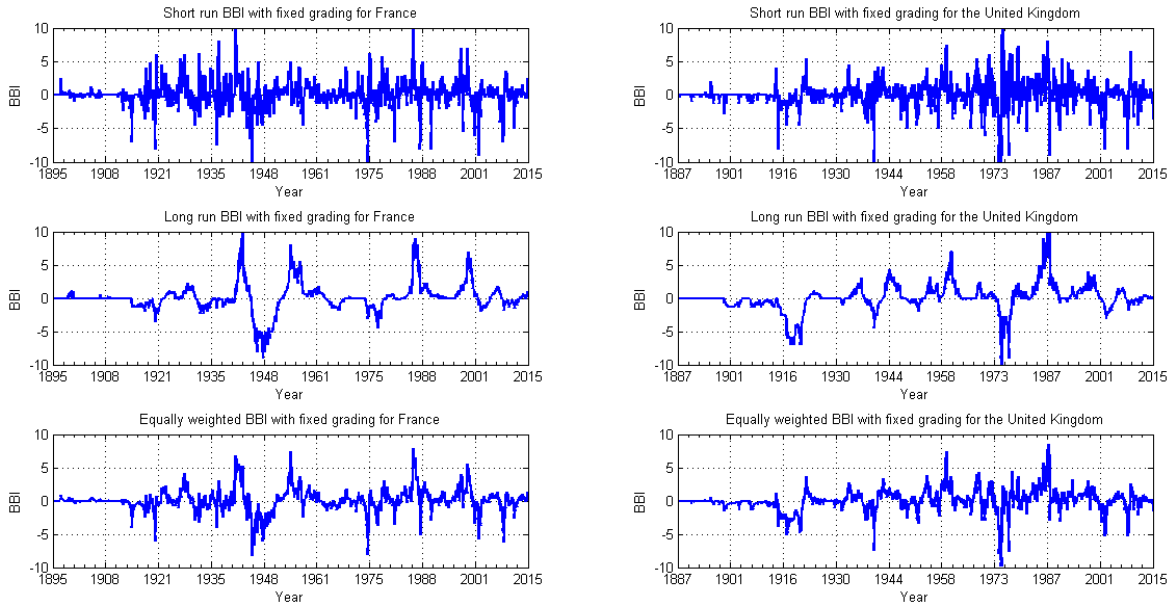 Short run BBI with fixed grading for France
10
5
0
-5
-10
BBI
1895 1908 1921 1935 1948 1961 1975 1988 2001 2015
Year
Short run BBI with fixed grading for the United Kingdom
10
5
0
-5
-10
BBI
1887 1901 1916 1930 1944 1958 1973 1987 2001 2015
Year
Long run BBI with fixed grading for France
10
5
0
-5
-10
BBI
1895 1908 1921 1935 1948 1961 1975 1988 2001 2015
Year
Long run BBI with fixed grading for the United Kingdom
10
5
0
-5
-10
BBI
1887 1901 1916 1930 1944 1958 1973 1987 2001 2015
Year
Equally weighted BBI with fixed grading for France
10
5
0
-5
-10
BBI
1895 1908 1921 1935 1948 1961 1975 1988 2001 2015
Year
Equally weighted BBI with fixed grading for the United Kingdom
10
5
0
-5
-10
BBI
1887 1901 1916 1930 1944 1958 1973 1987 2001 2015
Year